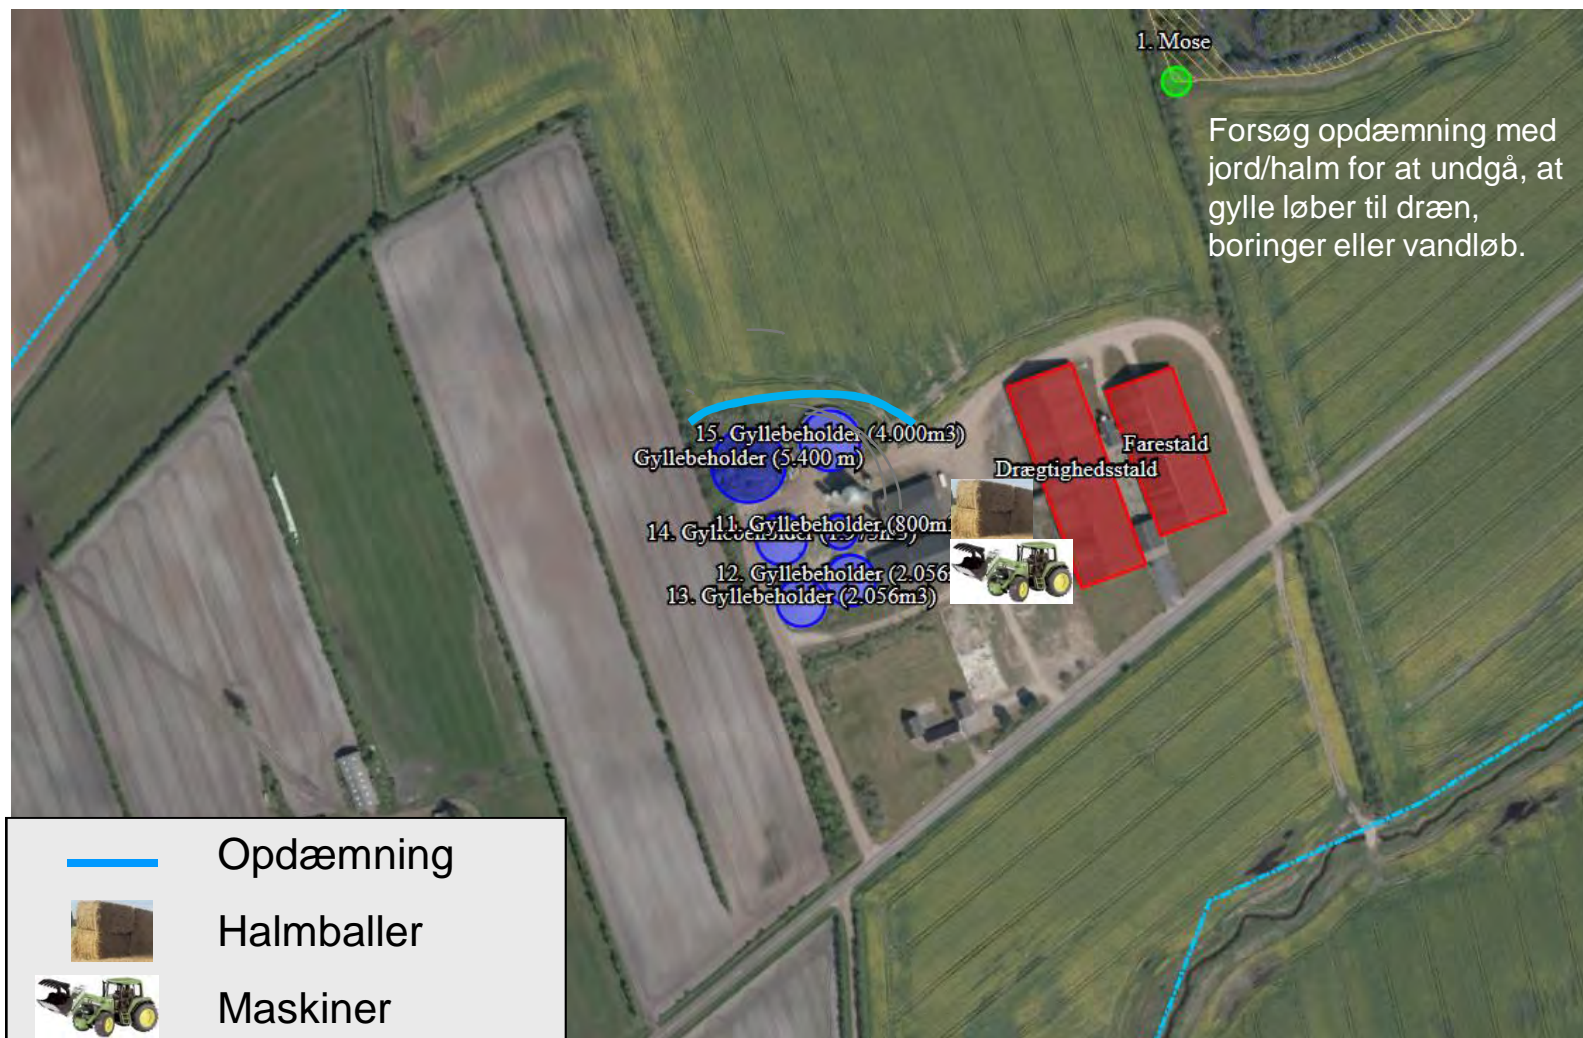 1. Mose
Forsøg opdæmning med
jord/halm for at undgå, at
gylle løber til dræn,
boringer eller vandløb.
15. Gyllebeholder (4.000m3)
Gyllebeholder (5.400 m)
Farestald
Drægtighedsstald
11. Gyllebeholder (800m
14.
12. Gyllebeholder (2.056
13. Gyllebeholder (2.056m3)
Opdæmning
Halmballer
Maskiner